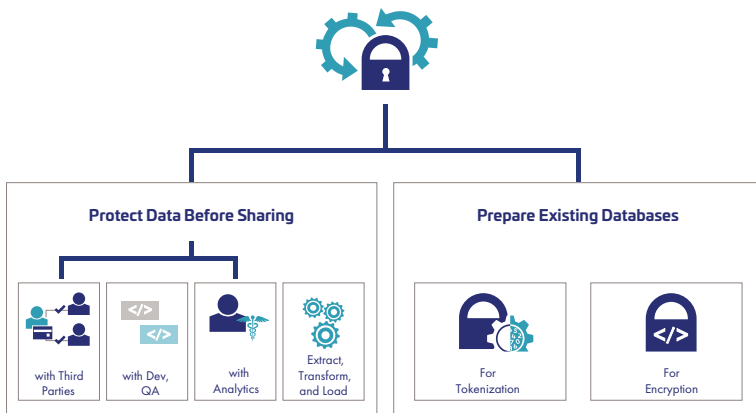 Protect Data Before Sharing
Prepare Existing Databases
</>
</>
</>
with Third
Parties
with Dev,
QA
with
Analytics
Extract,
Transform,
and Load
For
Tokenization
For
Encryption